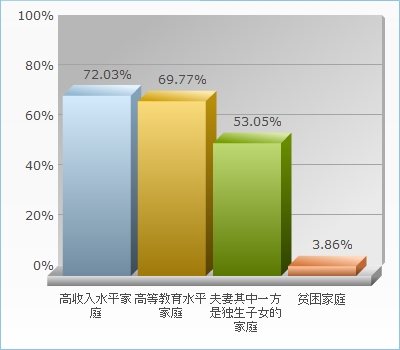 100%
80%
60%
40%
20%
0%
72.03%
69.77%
53.05%
3.86%
高收入水平家
庭
高等教育水平
家庭
夫妻其中一方
是独生子女的
家庭
贫困家庭